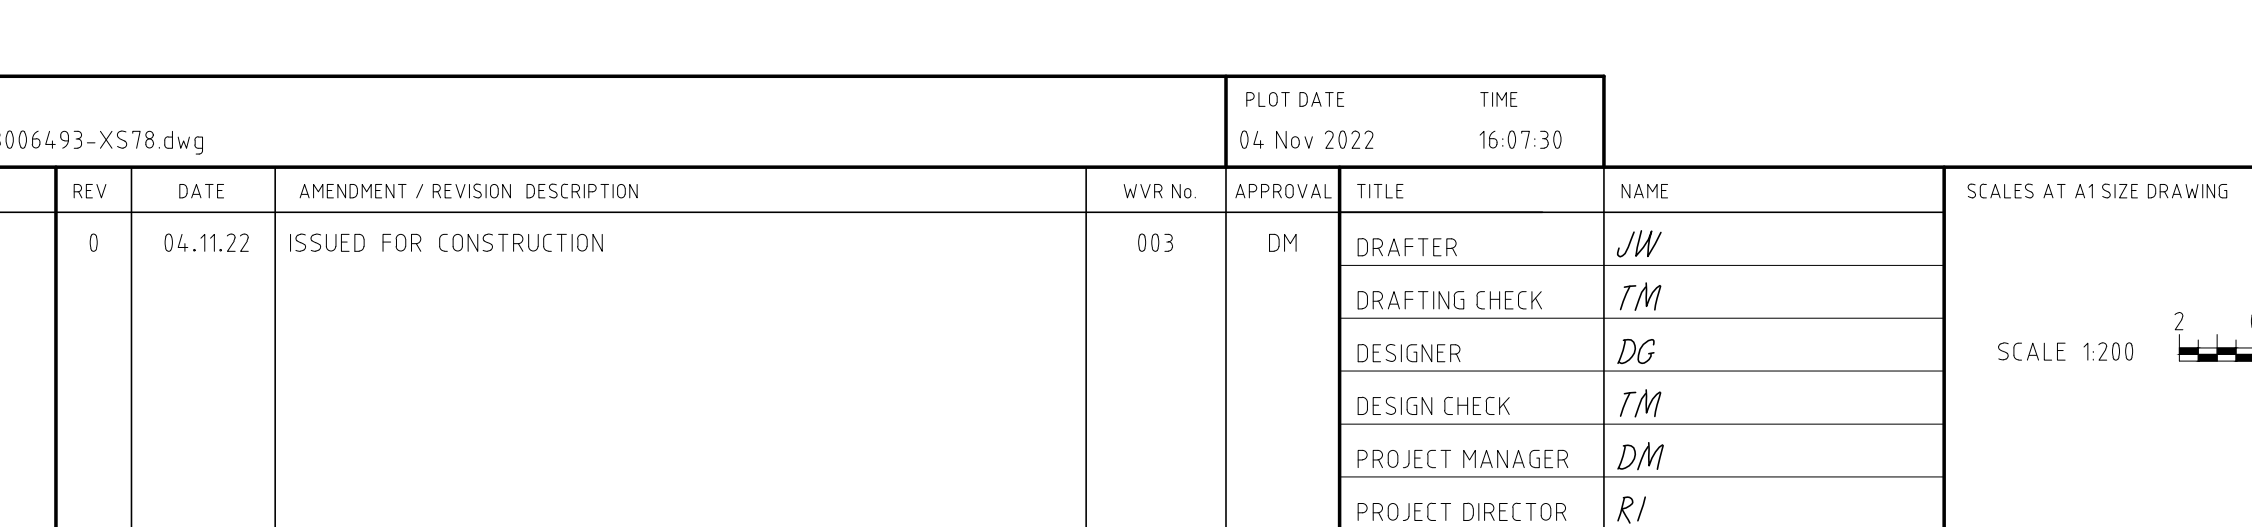 PLOT DATE TIME
006493-XS78.dwg 04 Nov 2022 16:07:30
REV DATE AMENDMENT / REVISION DESCRIPTION WVR No. APPROVAL TITLE NAME SCALES AT A1 SIZE DRAWING
0 04.11.22 ISSUED FOR CONSTRUCTION 003 DM DRAFTER JW
DRAFTING CHECK TM
2
DESIGNER DG SCALE 1:200
DESIGN CHECK TM
PROJECT MANAGER DM
PROJECT DIRECTOR RI